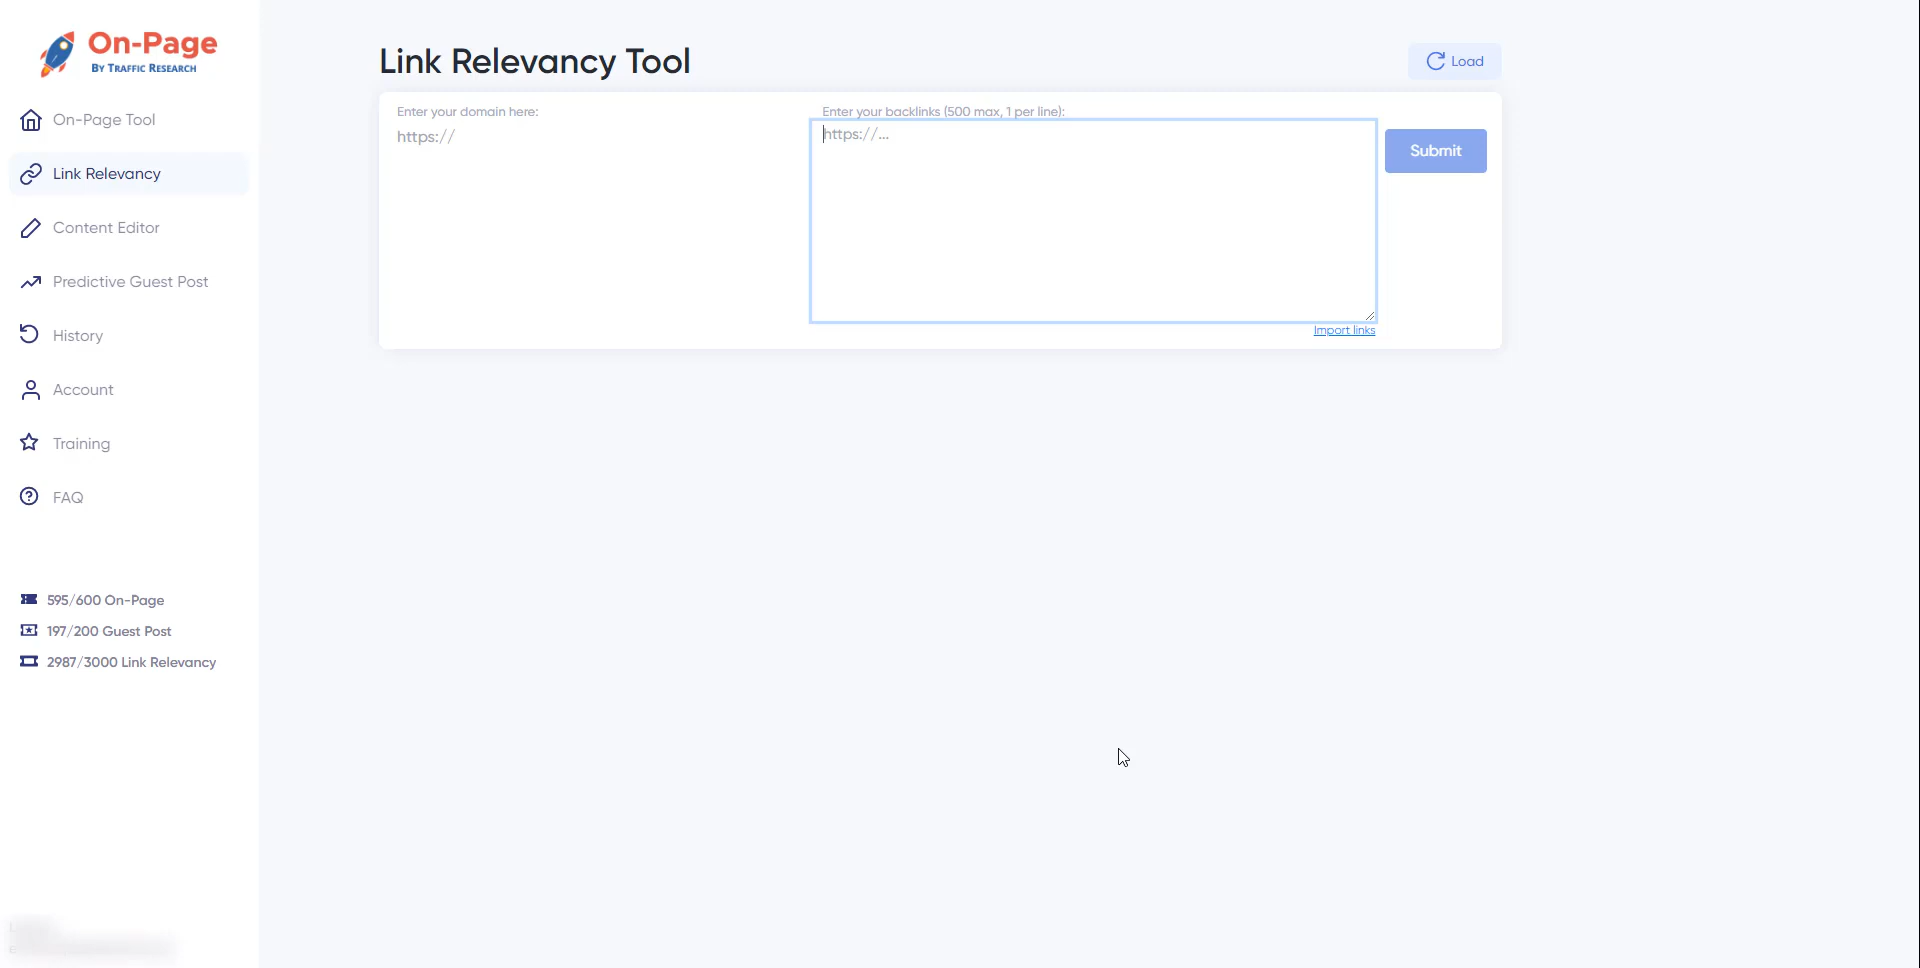 On-Page
BY TRAFFIC RESEARCH
On-Page Tool
Link Relevancy
Content Editor
Predictive Guest Post
History
Account
Training
FAQ
595/600 On-Page
197/200 Guest Post
2987/3000 Link Relevancy
Link Relevancy Tool
Load
Enter your domain here:
https://
Enter your backlinks (500 max, 1 per line):
https://...
Submit
Import links